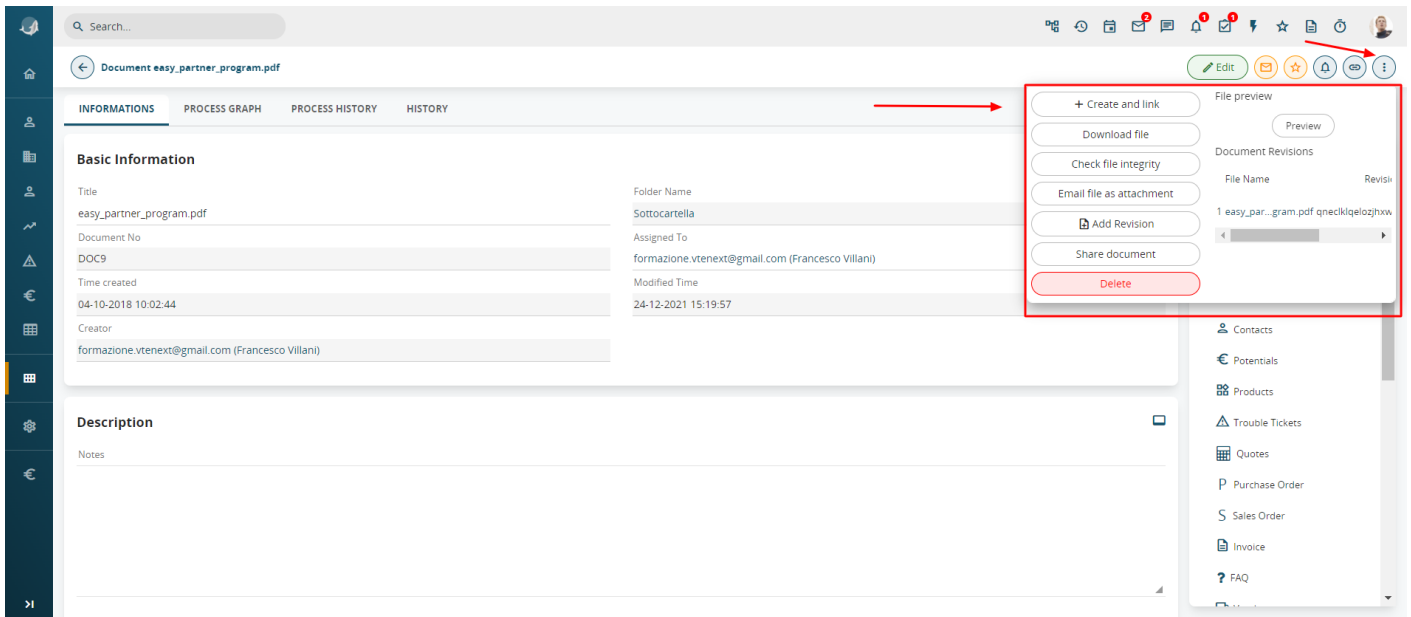 Search...
2
1
1
Document easy_partner_program.pdf
Edit
INFORMATIONS
PROCESS GRAPH
PROCESS HISTORY
HISTORY
Basic Information
Title
easy_partner_program.pdf
Folder Name
Sottocartella
Document No
DOC9
Assigned To
formazione.vtenext@gmail.com (Francesco Villani)
Time created
04-10-2018 10:02:44
Modified Time
24-12-2021 15:19:57
Creator
formazione.vtenext@gmail.com (Francesco Villani)
Description
Notes
+ Create and link
Download file
Check file integrity
Email file as attachment
Add Revision
Share document
Delete
File preview
Preview
Document Revisions
File Name
Revisi
1 easy_par...gram.pdf qneclklqelozjhxw
Contacts
Potentials
Products
Trouble Tickets
Quotes
Purchase Order
Sales Order
Invoice
FAQ